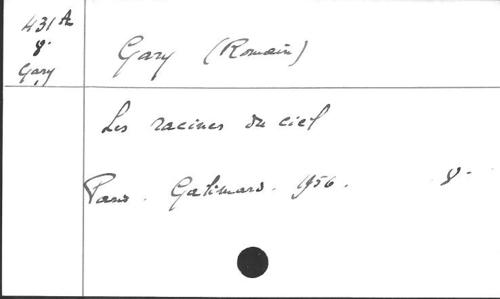 431 A
8.
Gary
Gary (Romain)
Les racines du ciel
Paris. Gallimard. 1956. 8.